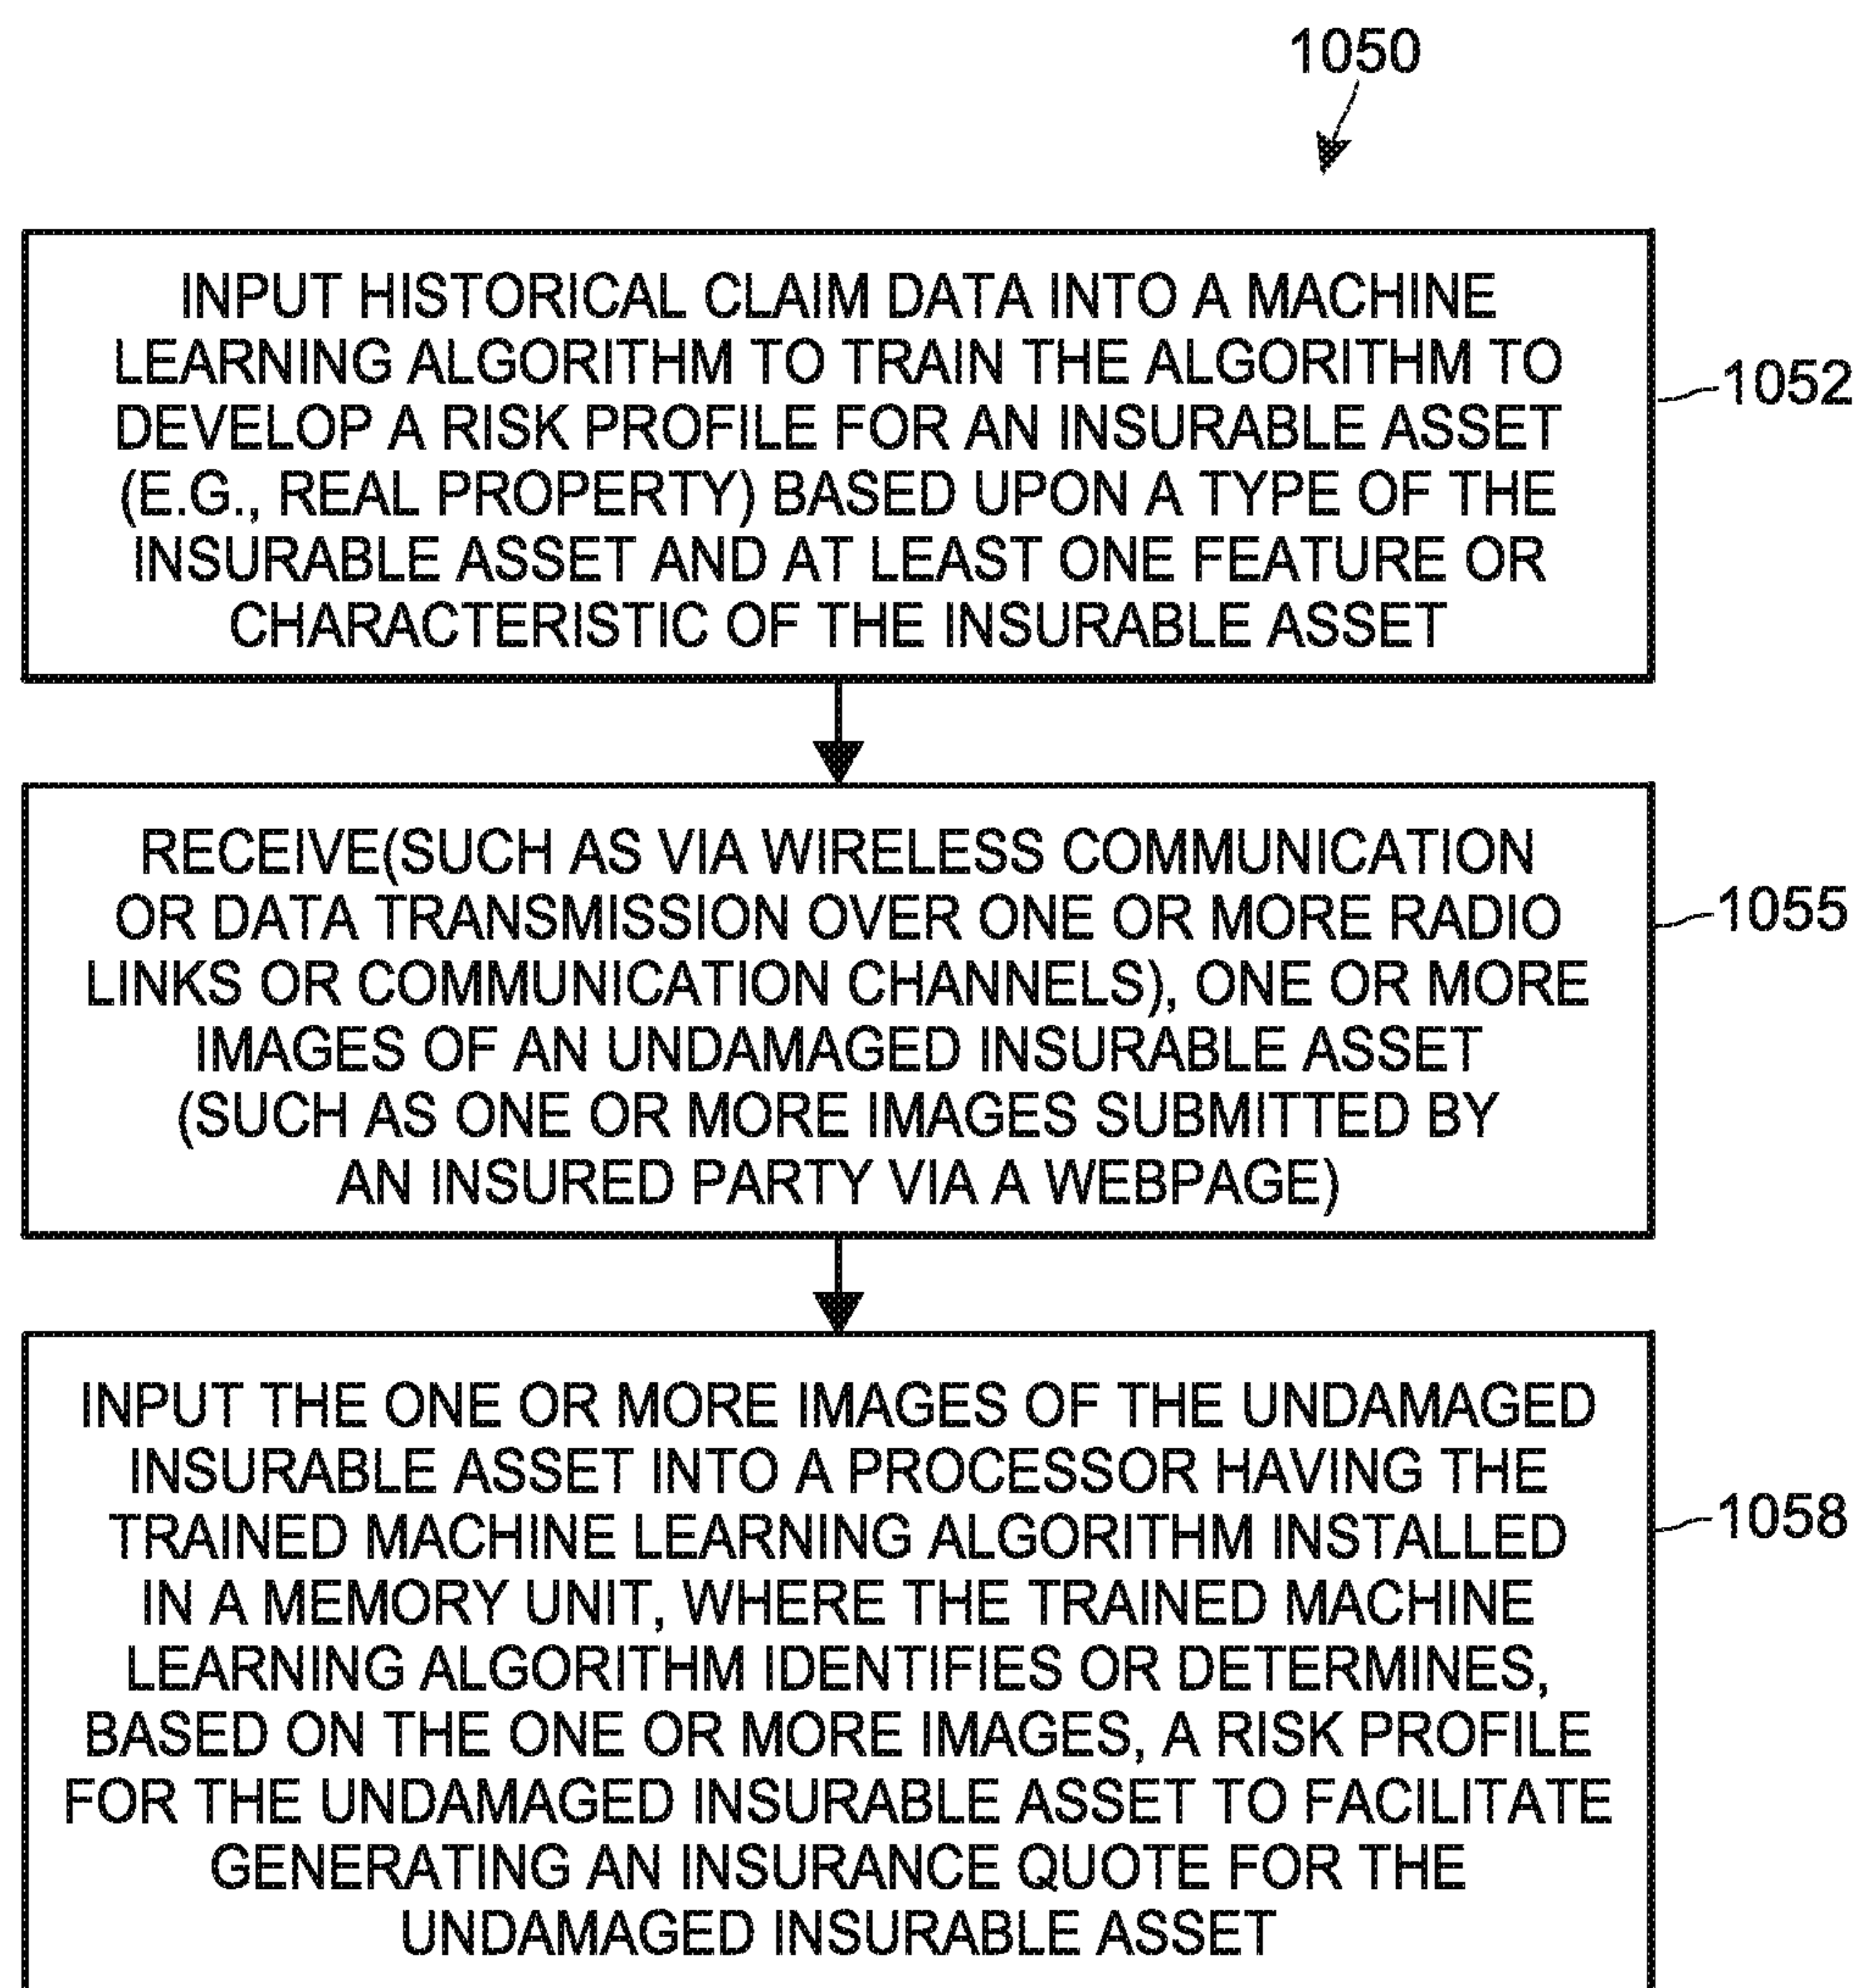 1050
INPUT HISTORICAL CLAIM DATA INTO A MACHINE
LEARNING ALGORITHM TO TRAIN THE ALGORITHM TO
DEVELOP A RISK PROFILE FOR AN INSURABLE ASSET
(E.G., REAL PROPERTY) BASED UPON A TYPE OF THE
INSURABLE ASSET AND AT LEAST ONE FEATURE OR
CHARACTERISTIC OF THE INSURABLE ASSET
1052
RECEIVE(SUCH AS VIA WIRELESS COMMUNICATION
OR DATA TRANSMISSION OVER ONE OR MORE RADIO
LINKS OR COMMUNICATION CHANNELS), ONE OR MORE
IMAGES OF AN UNDAMAGED INSURABLE ASSET
(SUCH AS ONE OR MORE IMAGES SUBMITTED BY
AN INSURED PARTY VIA A WEBPAGE)
1055
INPUT THE ONE OR MORE IMAGES OF THE UNDAMAGED
INSURABLE ASSET INTO A PROCESSOR HAVING THE
TRAINED MACHINE LEARNING ALGORITHM INSTALLED
IN A MEMORY UNIT, WHERE THE TRAINED MACHINE
LEARNING ALGORITHM IDENTIFIES OR DETERMINES,
BASED ON THE ONE OR MORE IMAGES, A RISK PROFILE
FOR THE UNDAMAGED INSURABLE ASSET TO FACILITATE
GENERATING AN INSURANCE QUOTE FOR THE
UNDAMAGED INSURABLE ASSET
1058